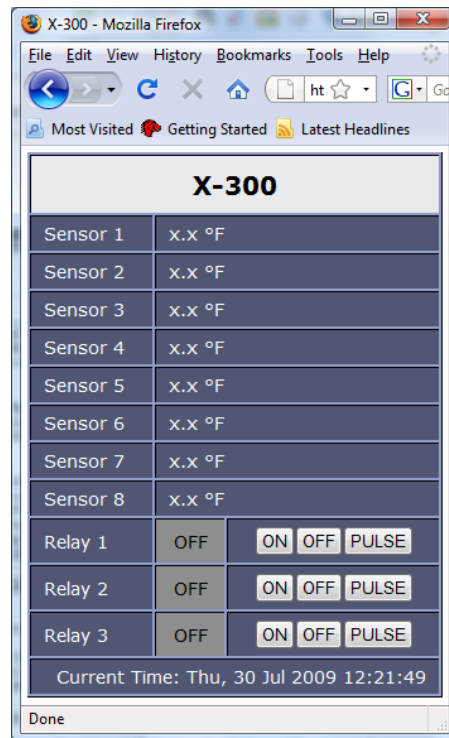 X-300 - Mozilla Firefox
File Edit View History Bookmarks Tools Help
ht G
Most Visited Getting Started Latest Headlines
X-300
Sensor 1 x.x °F
Sensor 2 x.x °F
Sensor 3 x.x °F
Sensor 4 x.x °F
Sensor 5 x.x °F
Sensor 6 x.x °F
Sensor 7 x.x °F
Sensor 8 x.x °F
Relay 1 OFF ON OFF PULSE
Relay 2 OFF ON OFF PULSE
Relay 3 OFF ON OFF PULSE
Current Time: Thu, 30 Jul 2009 12:21:49
Done